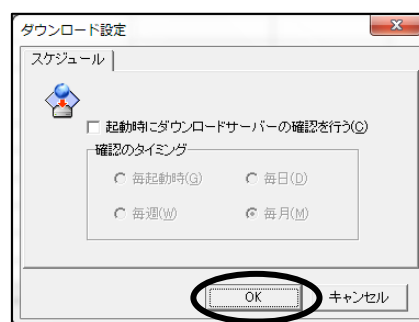 ダウンロード設定
スケジュール
起動時にダウンロードサーバーの確認を行う(C)
確認のタイミング
毎起動時(G) 毎日(D)
毎週(W) 毎月(M)
OK キャンセル